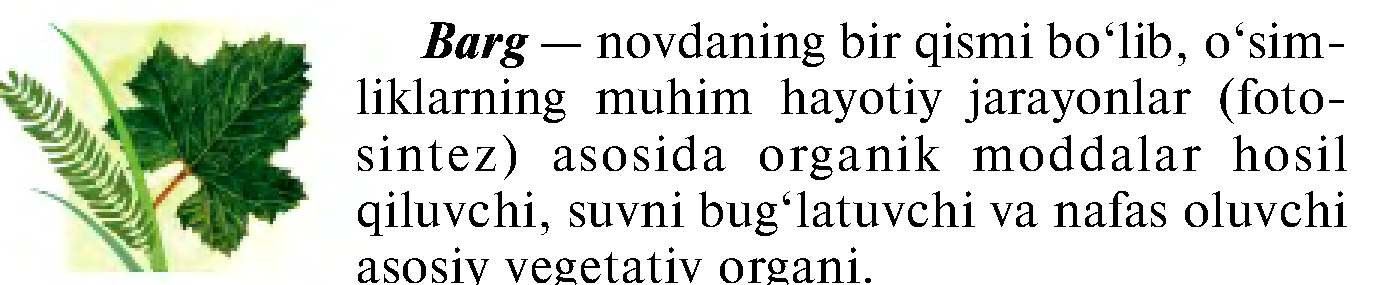 Barg — novdaning bir qismi bo‘lib, o‘sim-
liklarning muhim hayotiy jarayonlar (foto-
sintez) asosida organik moddalar hosil
qiluvchi, suvni bug‘latuvchi va nafas oluvchi
asosiy vegetativ organi.